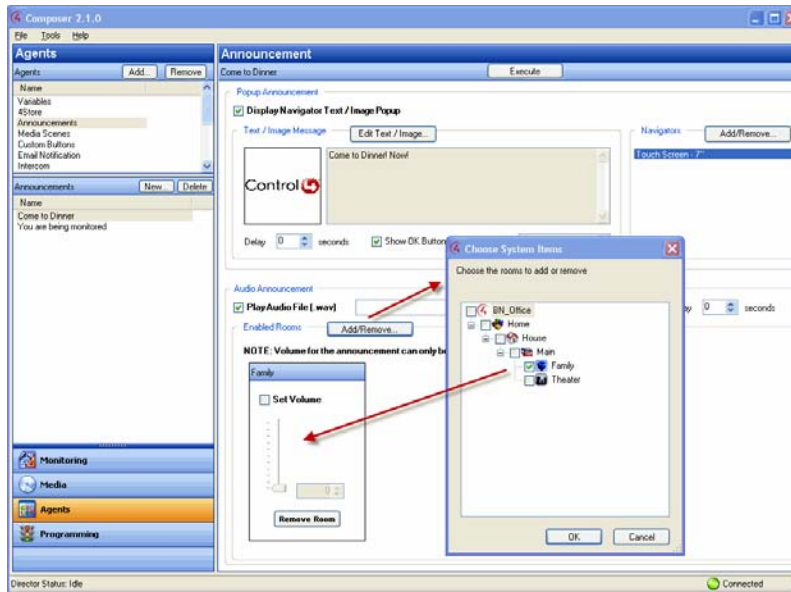 Composer 2.1.0
File Tools Help
Agents
Agents Add... Remove
Name
Variables
4Store
Announcements
Media Scenes
Custom Buttons
Email Notification
Intercom
Announcements New... Delete
Name
Come to Dinner
You are being monitored
Monitoring
Media
Agents
Programming
Director Status: Idle
Announcement
Come to Dinner Execute
Popup Announcement
Display Navigator Text / Image Popup
Text / Image Message Edit Text / Image...
Control4
Come to Dinner! Now!
Delay 0 seconds Show OK Button
Navigators Add/Remove...
Touch Screen - 7"
Audio Announcement
Play Audio File (.wav)
0 seconds
Enabled Rooms Add/Remove...
NOTE: Volume for the announcement can only be
Family
Set Volume
0
Remove Room
Choose System Items
Choose the rooms to add or remove
BN_Office
Home
House
Main
Family
Theater
OK Cancel
Connected